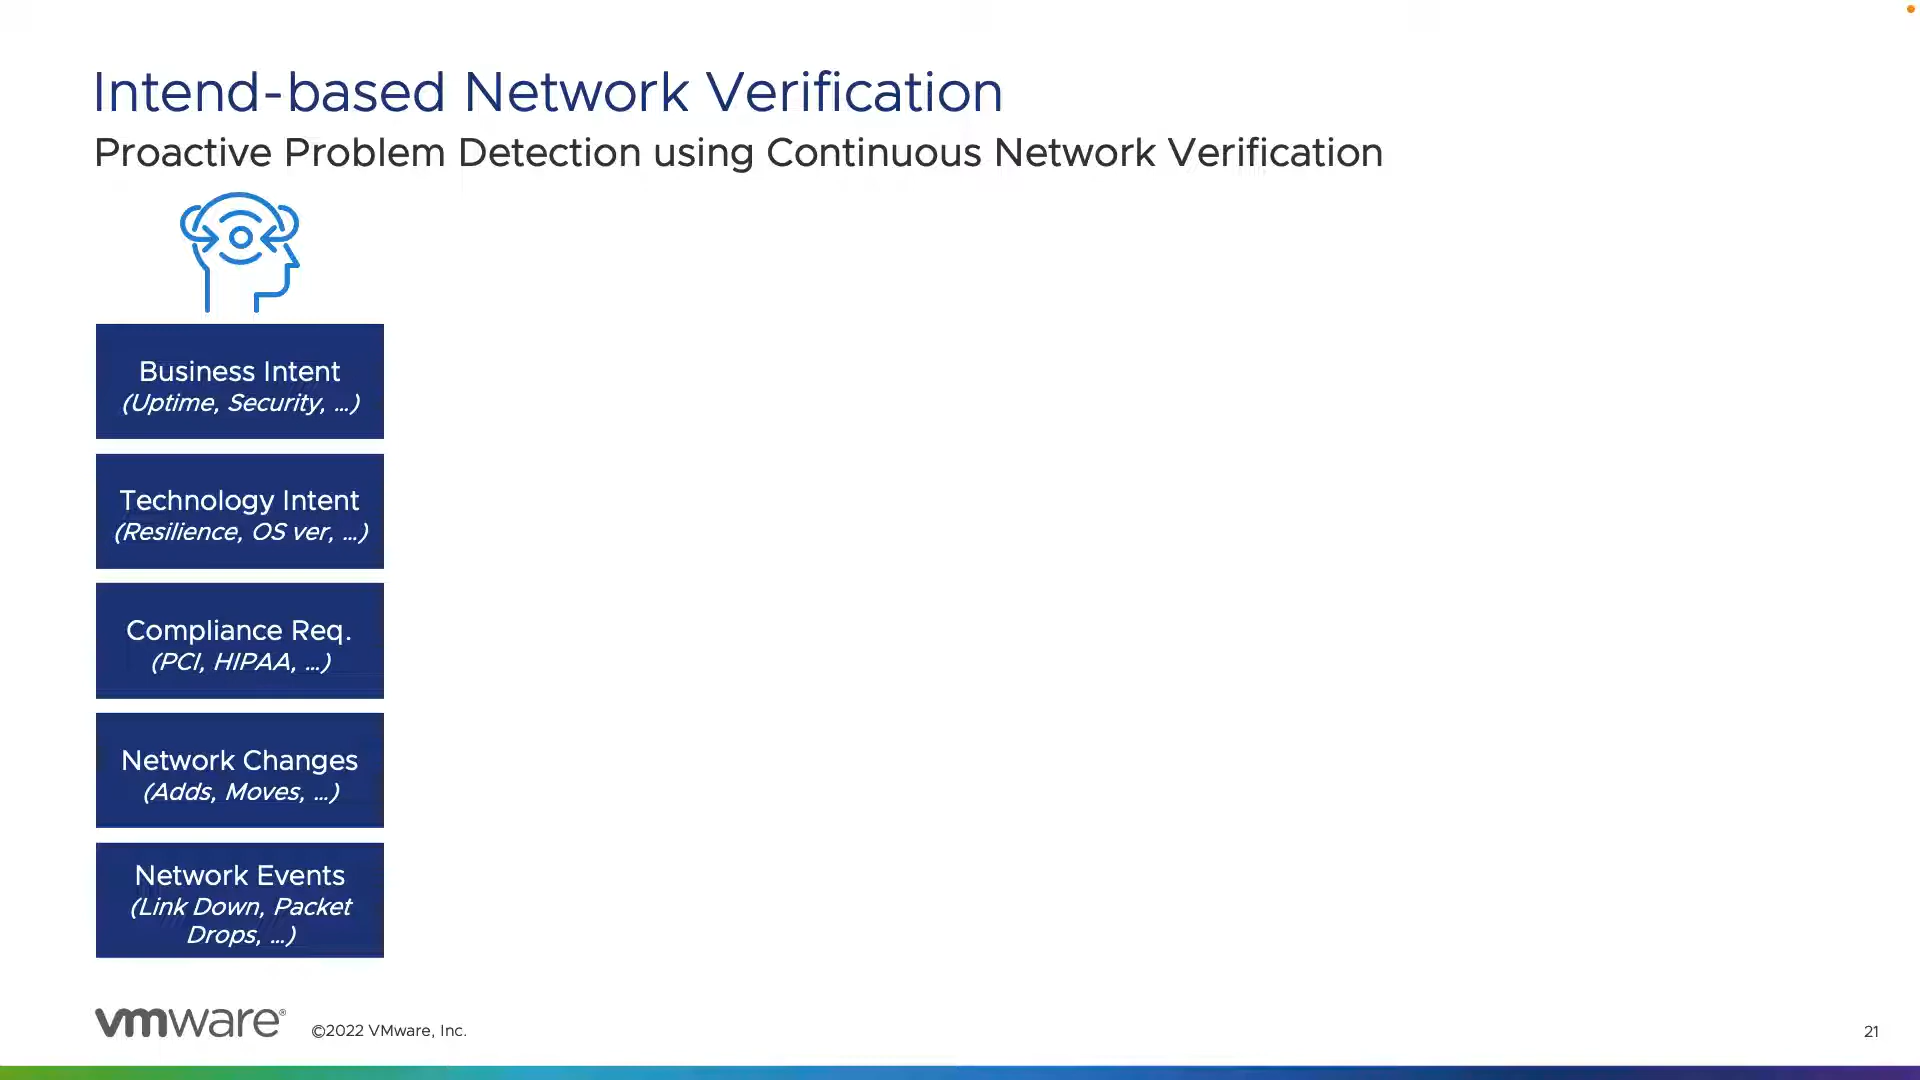 Intend-based Network Verification
Proactive Problem Detection using Continuous Network Verification
Business Intent
(Uptime, Security, ...)
Technology Intent
(Resilience, OS ver, ...)
Compliance Req.
(PCI, HIPAA, ...)
Network Changes
(Adds, Moves, ...)
Network Events
(Link Down, Packet
Drops, ...)
vmware®
©2022 VMware, Inc.
21